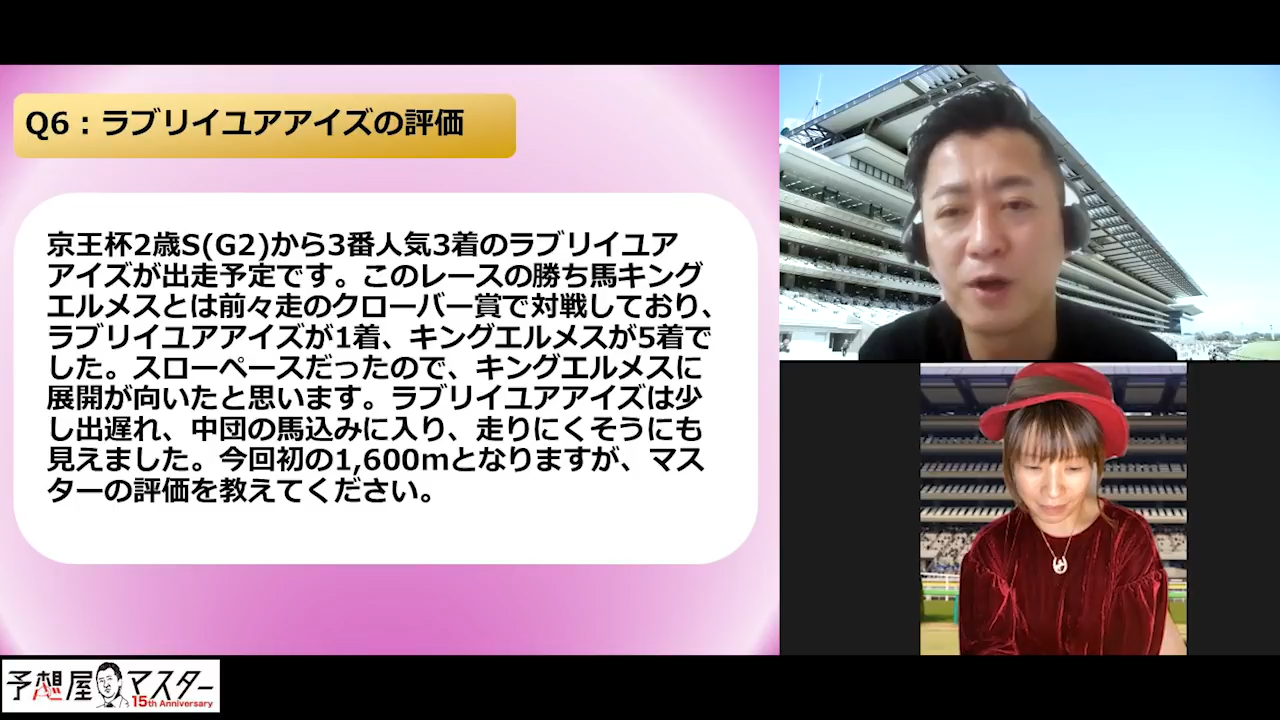 Q6：ラブリイユアアイズの評価
京王杯2歳S(G2)から3番人気3着のラブリイユア
アイズが出走予定です。このレースの勝ち馬キング
エルメスとは前々走のクローバー賞で対戦しており、
ラブリイユアアイズが1着、キングエルメスが5着で
した。スローペースだったので、キングエルメスに
展開が向いたと思います。ラブリイユアアイズは少
し出遅れ、中団の馬込みに入り、走りにくそうにも
見えました。今回初の1,600mとなりますが、マス
ターの評価を教えてください。
予想屋マスター
15th Anniversary